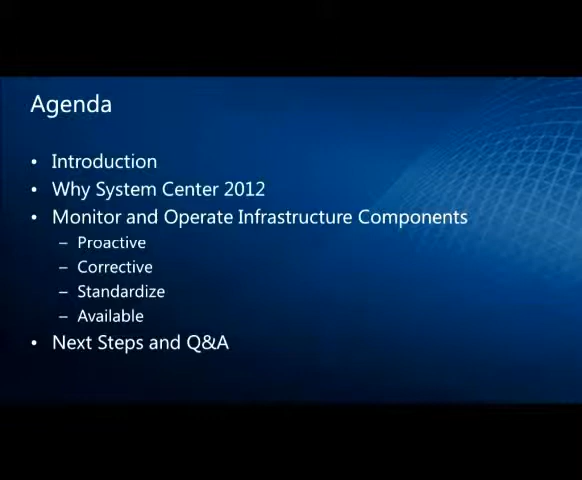 Agenda
• Introduction
• Why System Center 2012
• Monitor and Operate Infrastructure Components
– Proactive
– Corrective
– Standardize
– Available
• Next Steps and Q&A